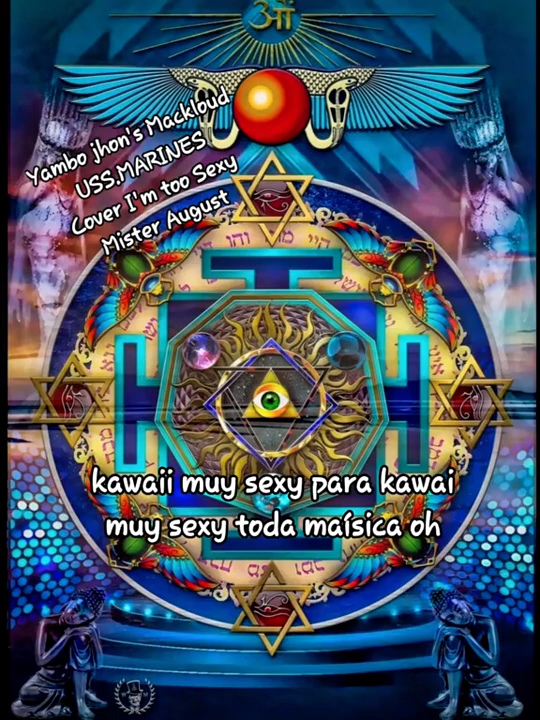 ॐ
Yambo jhon's Mackloud
USS.MARINES
Cover I'm too Sexy
Mister August
והו
kawaii muy sexy para kawai
muy sexy toda maísica oh